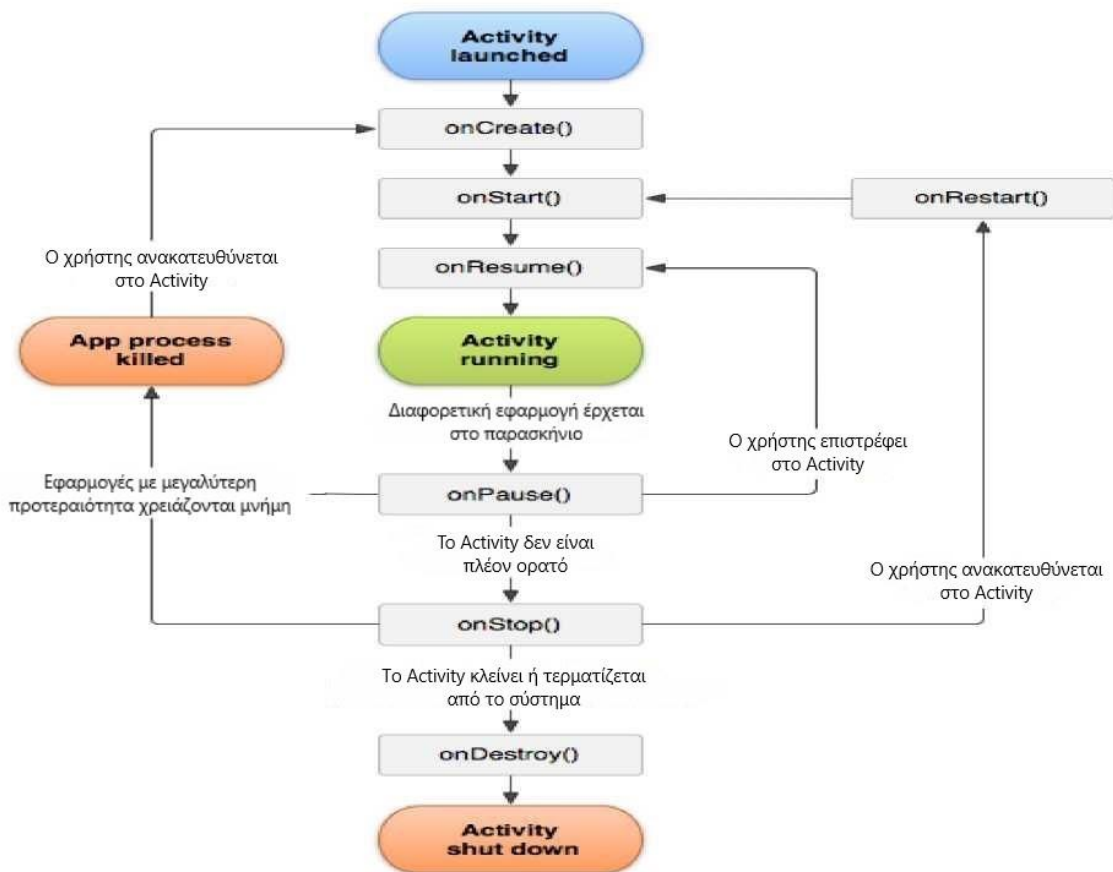 Activity
launched
onCreate()
onStart()
onRestart()
Ο χρήστης ανακατευθύνεται
στο Activity
onResume()
App process
killed
Activity
running
Διαφορετική εφαρμογή έρχεται
στο παρασκήνιο
Ο χρήστης επιστρέφει
στο Activity
Εφαρμογές με μεγαλύτερη
προτεραιότητα χρειάζονται μνήμη
onPause()
Το Activity δεν είναι
πλέον ορατό
Ο χρήστης ανακατευθύνεται
στο Activity
onStop()
Το Activity κλείνει ή τερματίζεται
από το σύστημα
onDestroy()
Activity
shut down